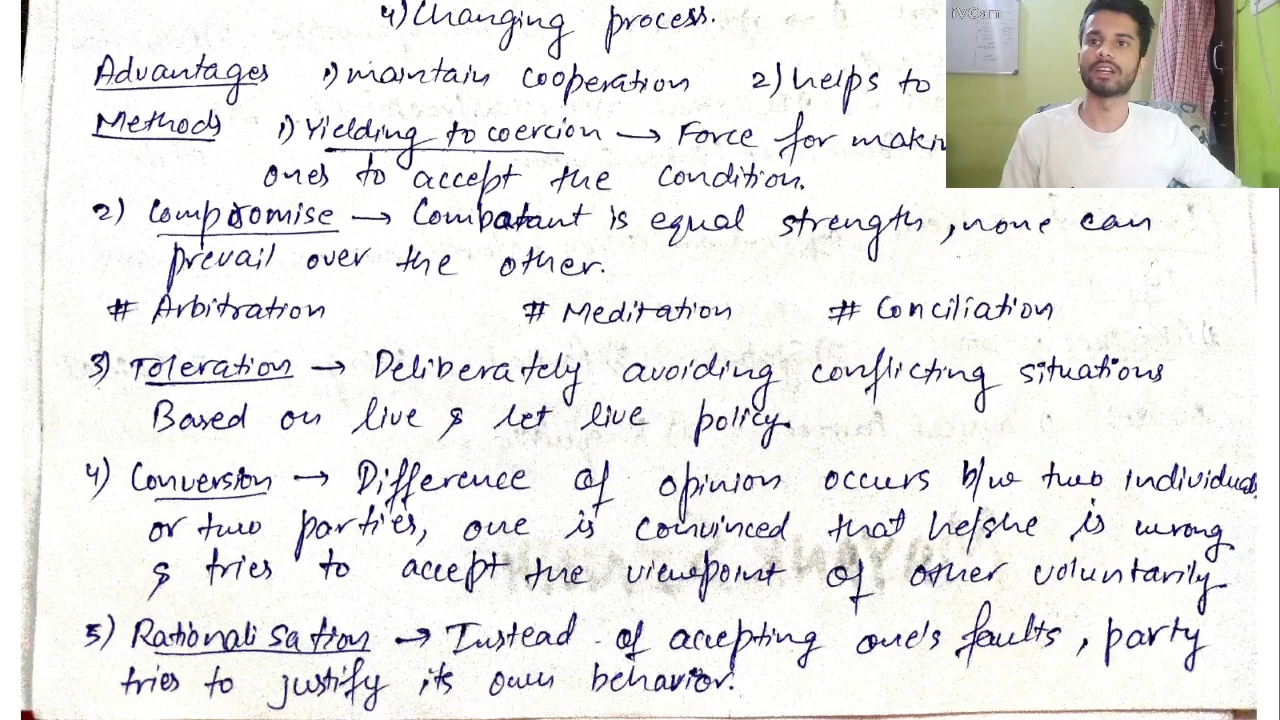 iVCam
4) Changing process.
Advantages 1) maintain cooperation 2) helps to
Methods 1) Yielding to coercion → Force for makin
ones to accept the condition.
2) Compromise → Combatant is equal strength, none can
prevail over the other.
# Arbitration # Meditation # Conciliation
3) Toleration → Deliberately avoiding conflicting situations
Based on live & let live policy.
4) Conversion → Difference of opinion occurs b/w two individuals
or two parties, one is convinced that he/she is wrong
& tries to accept the viewpoint of other voluntarily
5) Rationalisation → Instead of accepting one's faults, party
tries to justify its own behavior.